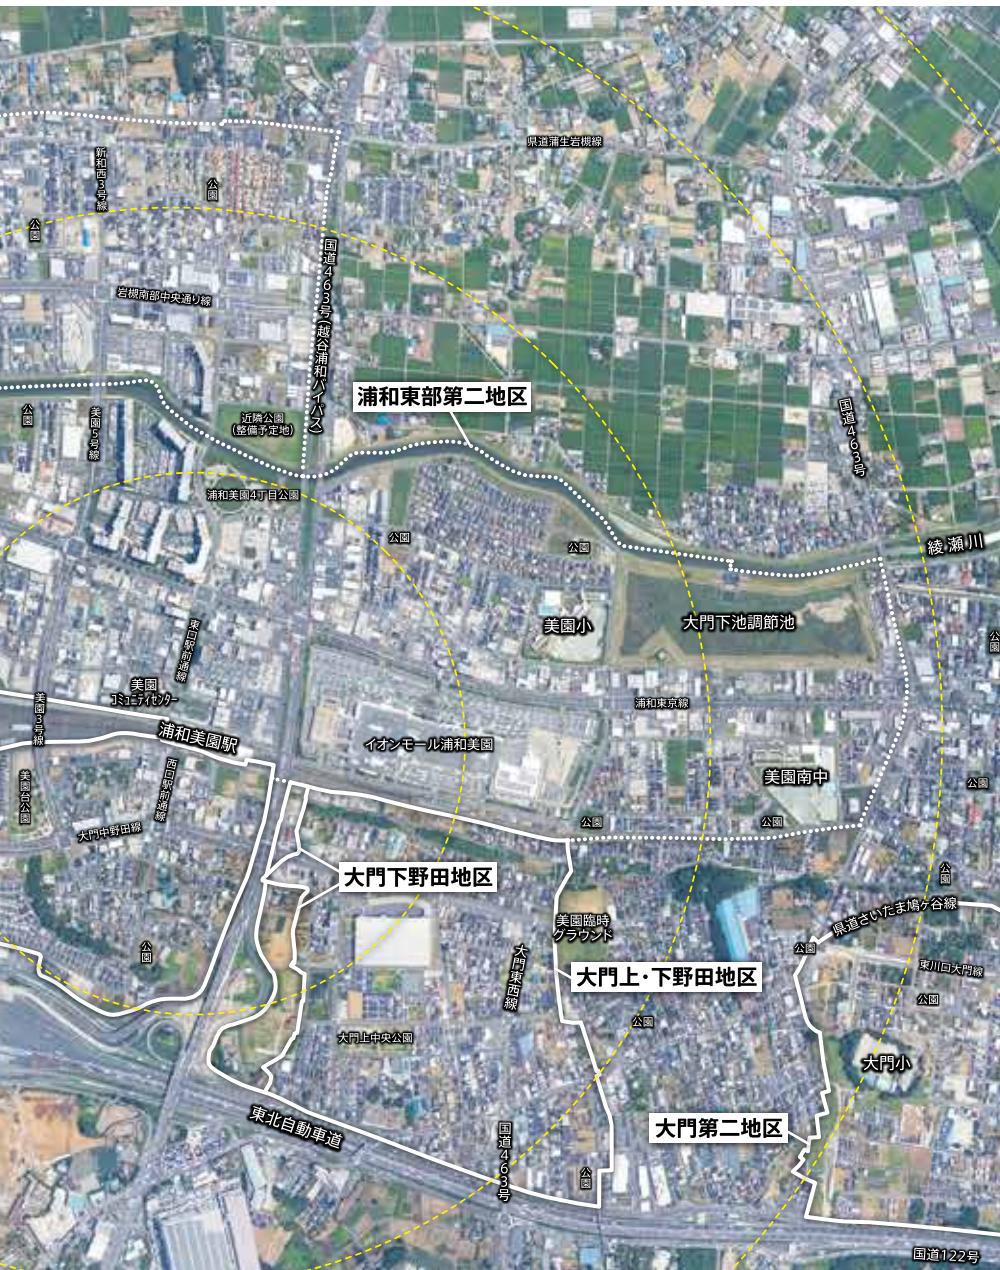 県道蒲生岩槻線
新和西3号線
公園
公園
国道463号(越谷浦和バイパス)
岩槻南部中央通り線
浦和東部第二地区
公園
美園5号線
近隣公園
(整備予定地)
国道463号
浦和美園4丁目公園
公園
公園
綾瀬川
美園小
大門下池調節池
東口駅前通線
公園
美園
コミュニティセンター
美園3号線
浦和東京線
浦和美園駅
イオンモール浦和美園
美園台公園
西口駅前通線
美園南中
公園
大門中野田線
公園
公園
大門下野田地区
公園
県道さいたま鳩ヶ谷線
美園臨時
グラウンド
公園
大門東西線
公園
東川口大門線
大門上・下野田地区
公園
公園
大門上中央公園
大門小
東北自動車道
大門第二地区
国道463号
公園
国道122号